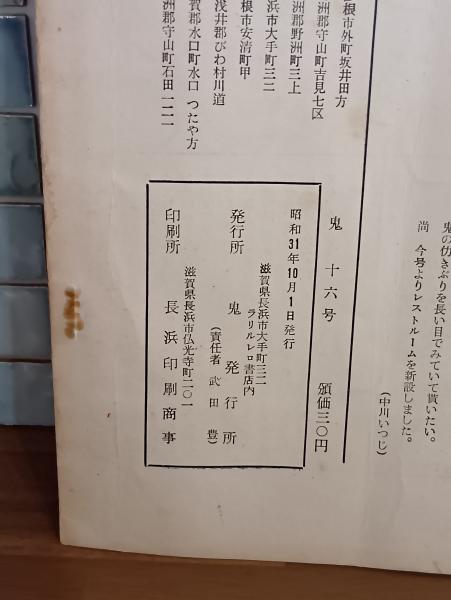 鬼の仂きぶりを長い目でみていて貰いたい。
尚　今号よりレストルームを新設しました。
(中川いつじ)
根市外町坂井田方
洲郡守山町吉見七区
洲郡野洲町三上
浜市大手町三二
根市安清町甲
浅井郡びわ村川道
賀郡水口町水口　つたや方
洲郡守山町石田一二一
鬼　十六号　頒価三〇円
昭和31年10月1日発行
滋賀県長浜市大手町三二
ラリルレロ書店内
発行所　鬼発行所
(責任者　武田　豊)
滋賀県長浜市仏光寺町二〇一
印刷所　長浜印刷商事